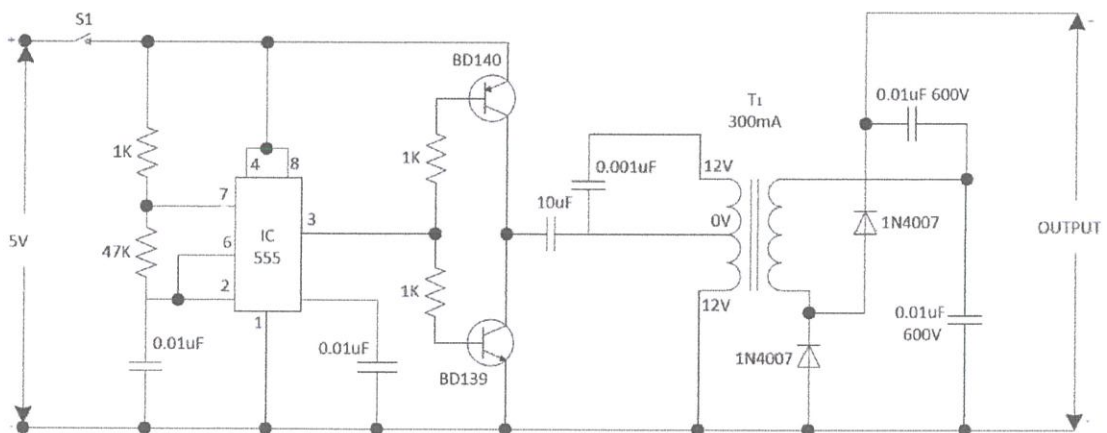 S1
+
BD140
T1
300mA
0.01uF 600V
1K
4 8
1K
0.001uF
12V
10uF
7
3
0V
1N4007
5V
47K
6
IC
555
OUTPUT
2
1K
12V
0.01uF
600V
1
0.01uF
0.01uF
BD139
1N4007
-